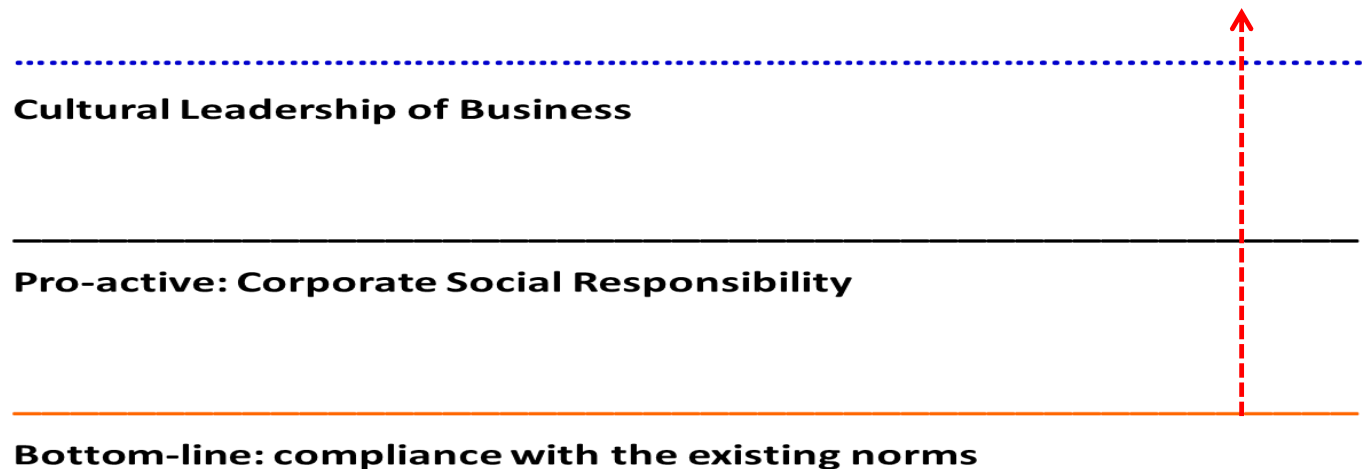 Cultural Leadership of Business
Pro-active: Corporate Social Responsibility
Bottom-line: compliance with the existing norms